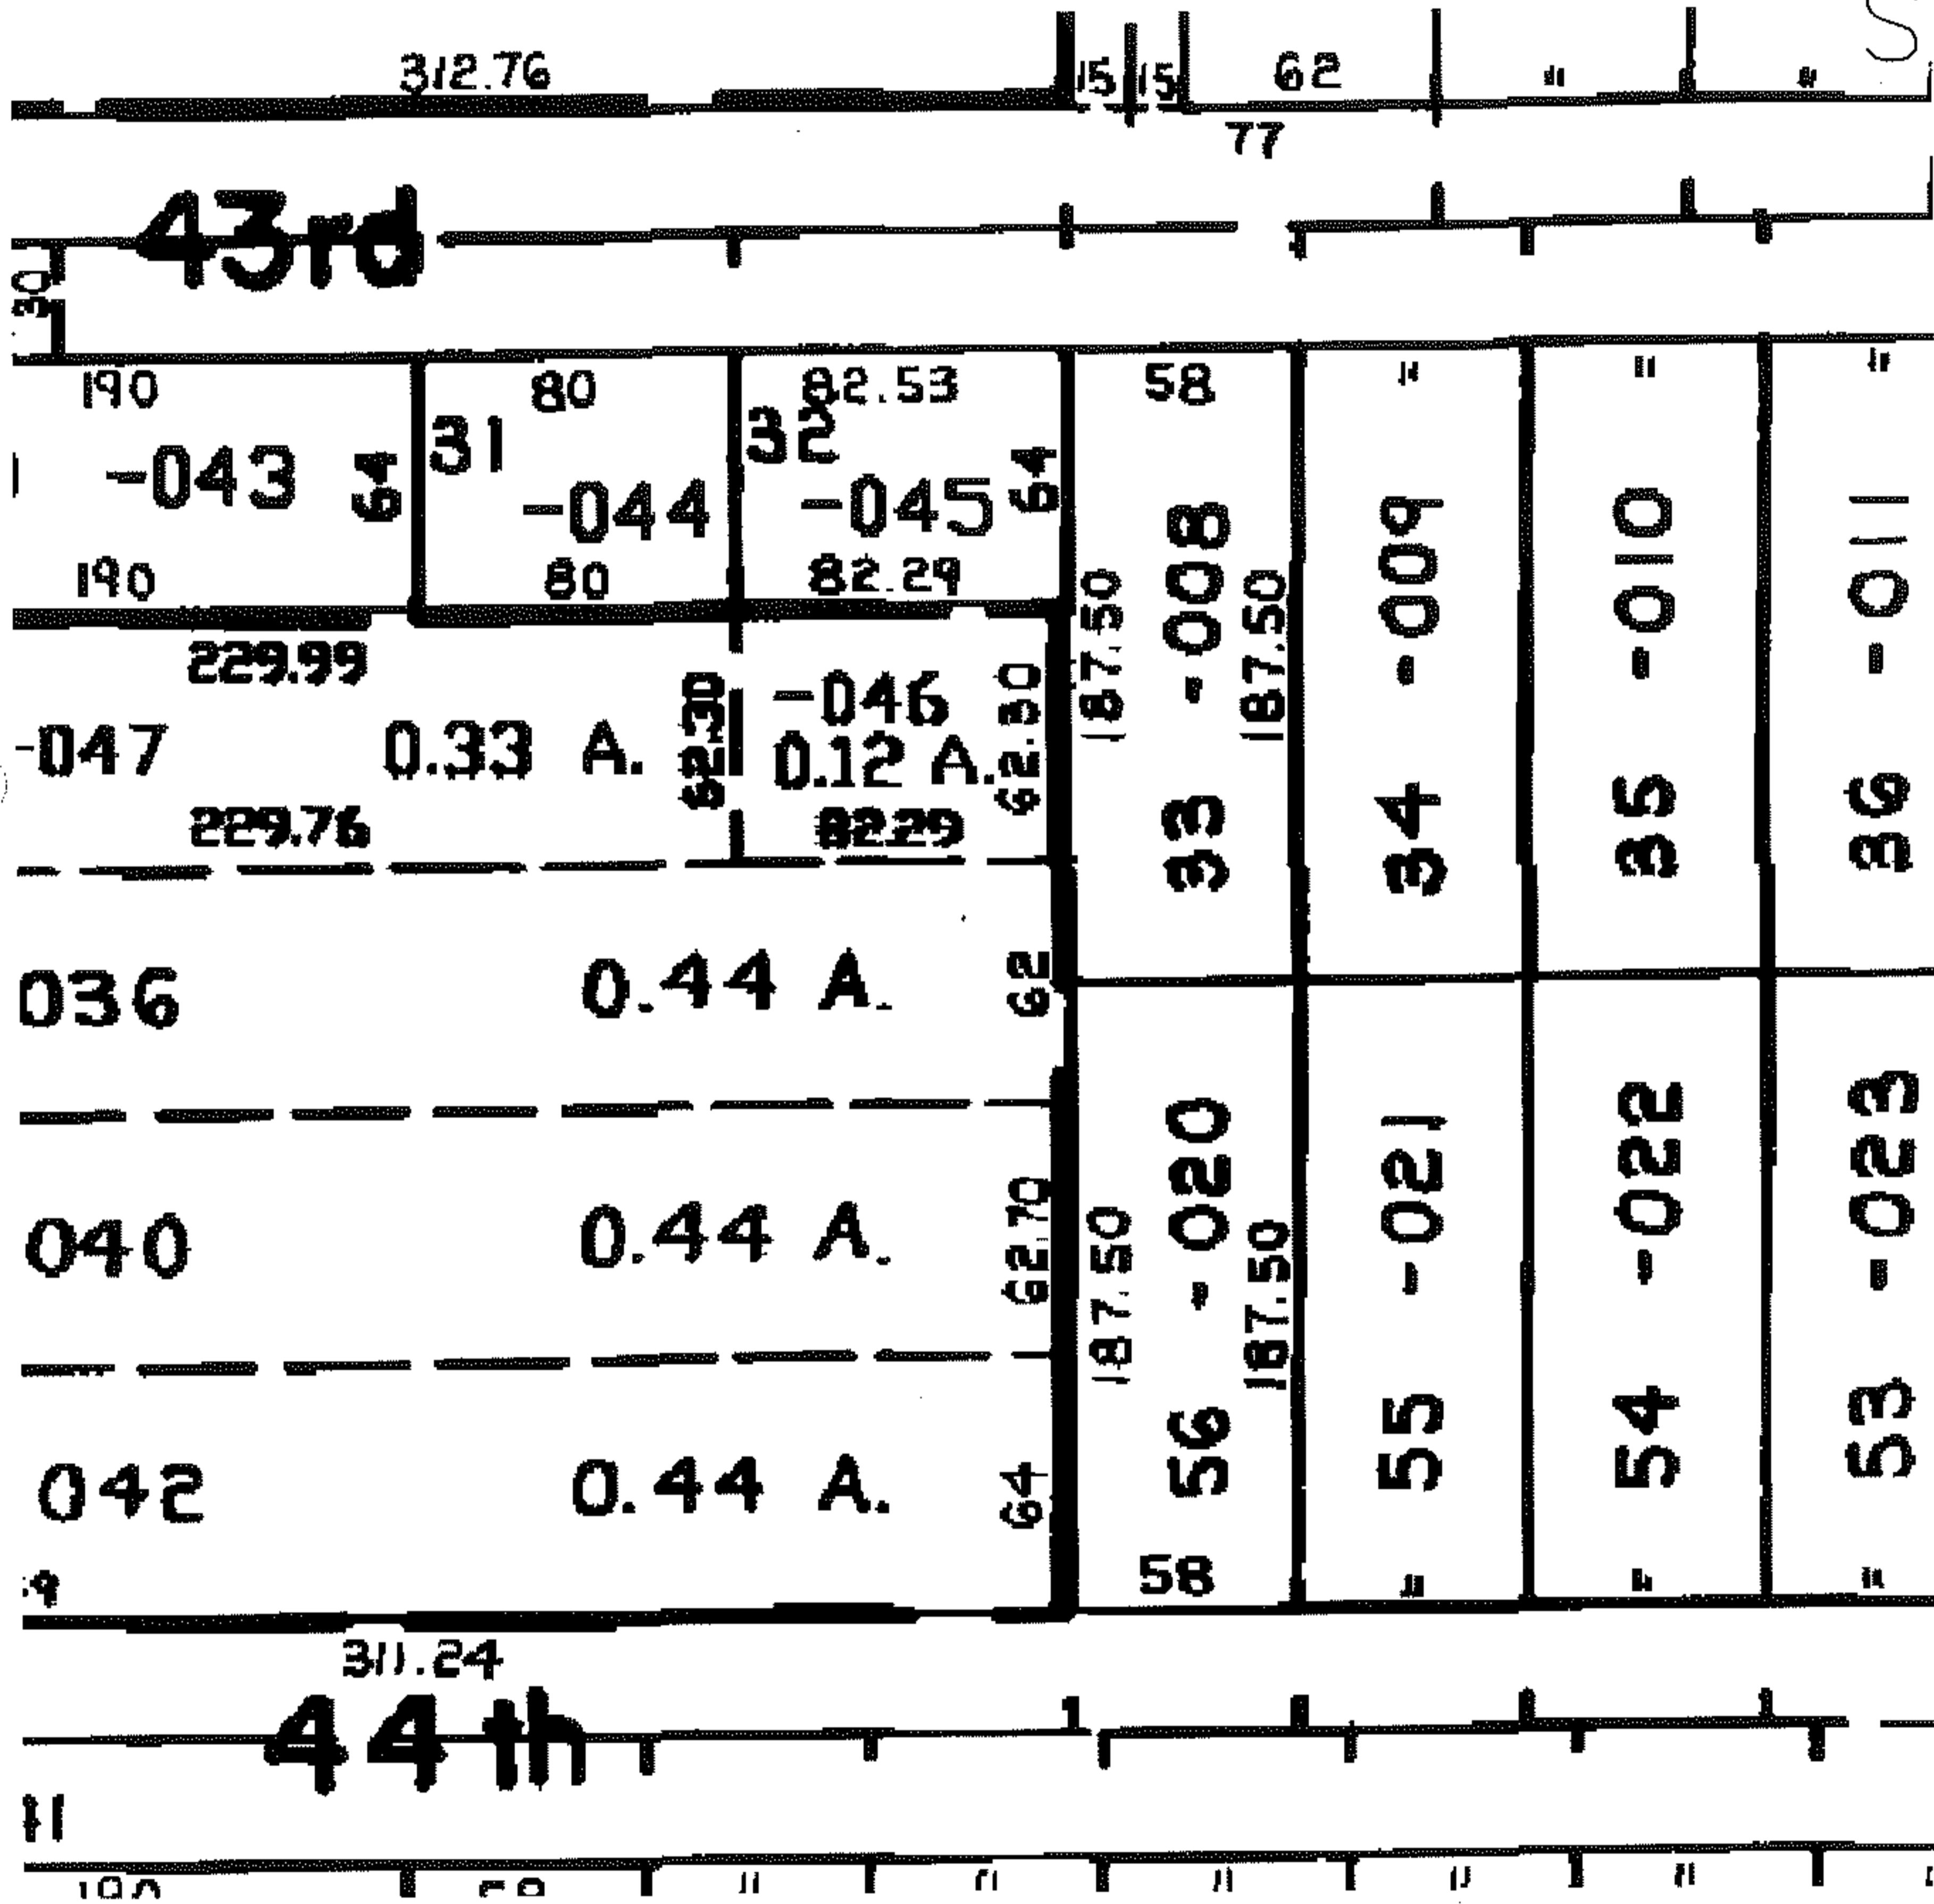 312.76 15 15 62 " "
77
43rd
30
190 80 82.53 58 " " "
31 32
-043 64 -044 -045 64
190 80 82.29
187.50 -008 187.50 -009 -010 -011
229.99
-047 0.33 A. 62.30 -046 62.30
0.12 A.
229.76 82.29
33 34 35 36
036 0.44 A. 62
040 0.44 A. 62.70
187.50 -020 187.50 -021 -022 -023
042 0.44 A. 64
56 55 54 53
58 " " "
311.24
44th
" " " " "